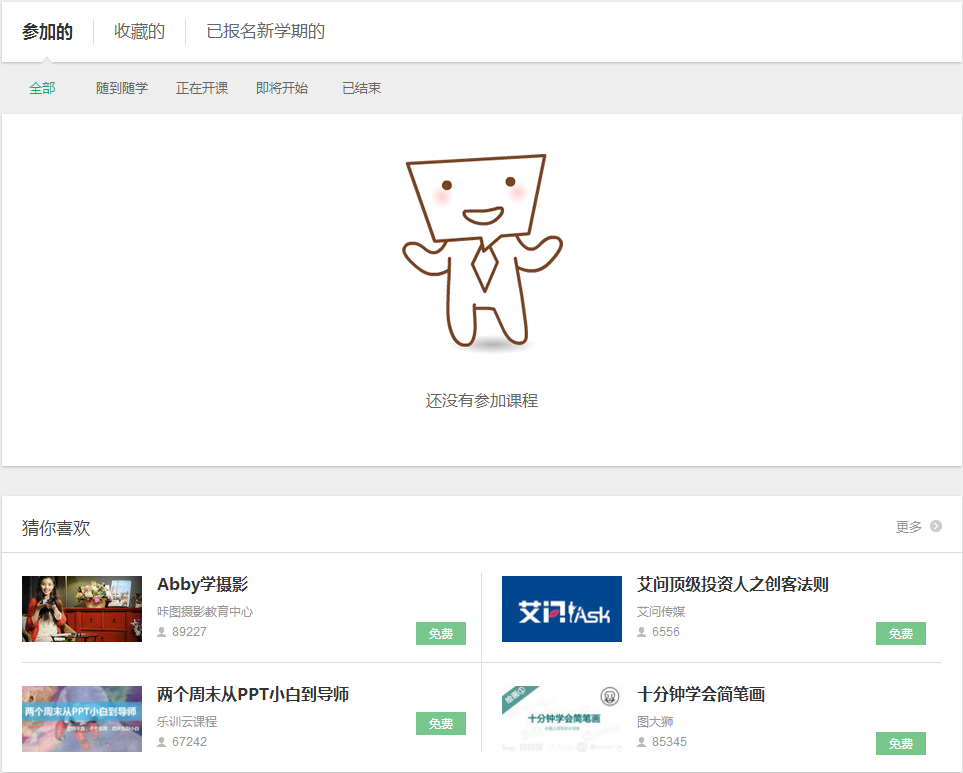 参加的 收藏的 已报名新学期的
全部 随到随学 正在开课 即将开始 已结束
还没有参加课程
猜你喜欢 更多
Abby学摄影
咔图摄影教育中心
89227
免费
艾问!Ask
艾问顶级投资人之创客法则
艾问传媒
6556
免费
两个周末从PPT小白到导师
两个周末从PPT小白到导师
乐训云课程
67242
免费
绘画①
十分钟学会简笔画
十分钟学会简笔画
图大狮
85345
免费